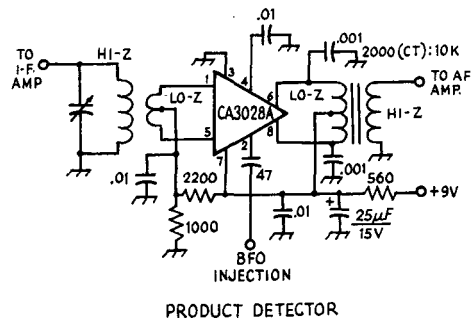 .01
.001
2000 (CT):10K
TO
I-F.
AMP
HI-Z
LO-Z
1
3
4
CA3028A
6
8
5
7
2
LO-Z
HI-Z
TO AF
AMP.
.01
2200
47
.001
560
+9V
1000
.01
+
25µF
15V
BFO
INJECTION
PRODUCT DETECTOR